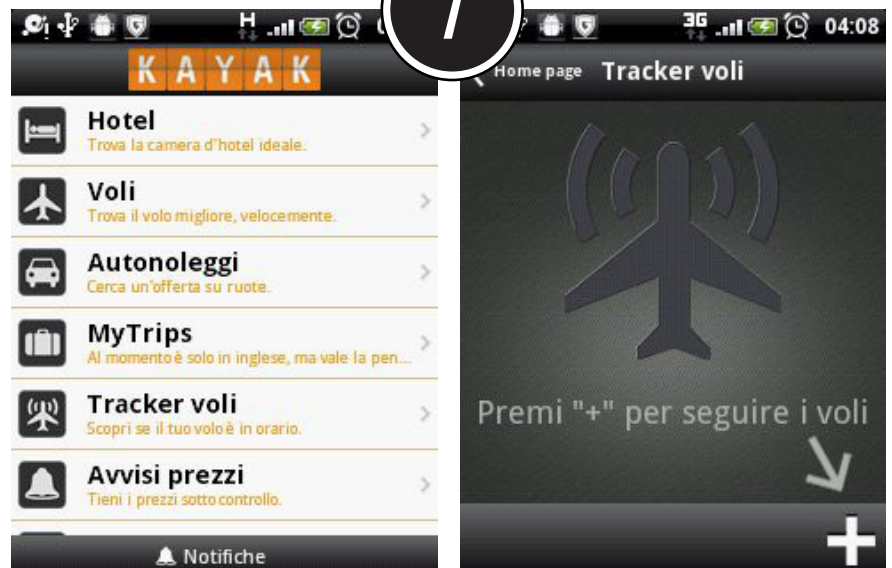 H
KAYAK
Hotel
Trova la camera d'hotel ideale.
Voli
Trova il volo migliore, velocemente.
Autonoleggi
Cerca un'offerta su ruote.
MyTrips
Al momento è solo in inglese, ma vale la pen...
Tracker voli
Scopri se il tuo volo è in orario.
Avvisi prezzi
Tieni i prezzi sotto controllo.
Notifiche
3G 04:08
Home page Tracker voli
Premi "+" per seguire i voli
+